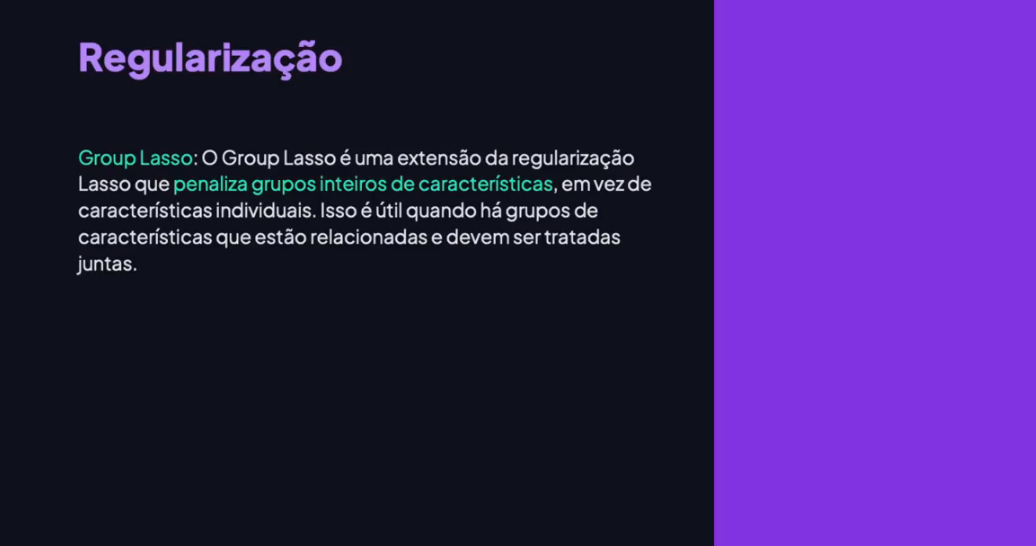 Regularização
Group Lasso: O Group Lasso é uma extensão da regularização
Lasso que penaliza grupos inteiros de características, em vez de
características individuais. Isso é útil quando há grupos de
características que estão relacionadas e devem ser tratadas
juntas.